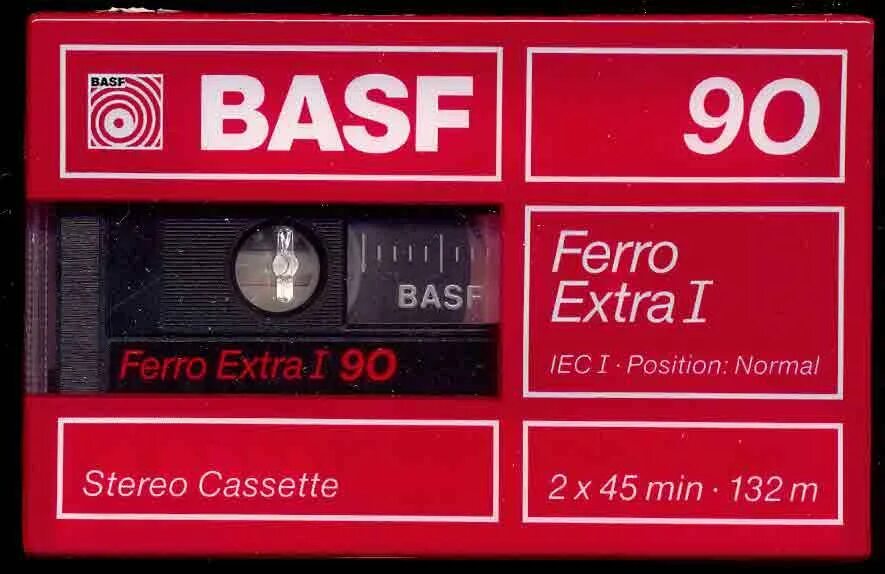 BASF
BASF
90
BASF
Ferro Extra I 90
Ferro
Extra I
IEC I · Position: Normal
Stereo Cassette
2 x 45 min · 132 m